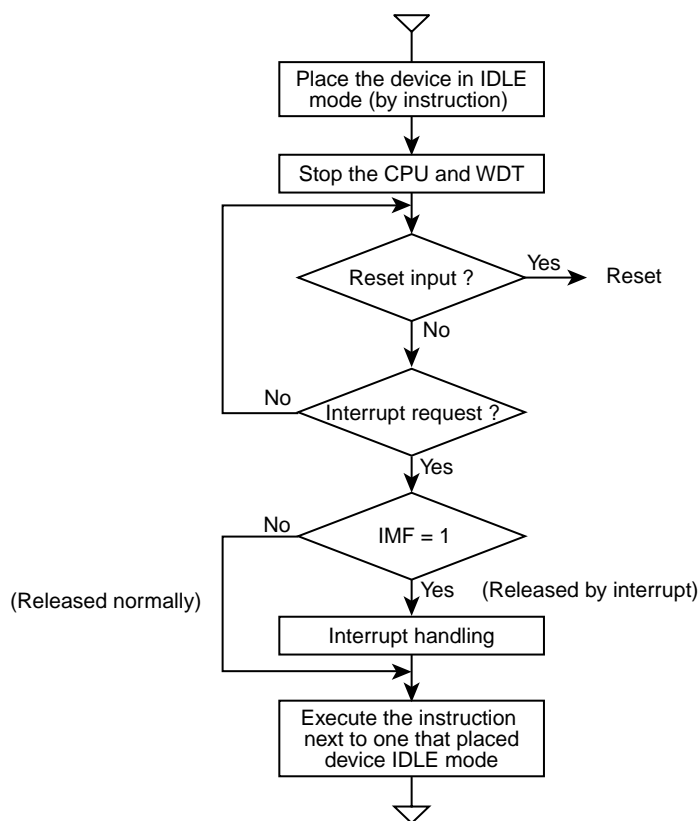 Place the device in IDLE
mode (by instruction)
Stop the CPU and WDT
Reset input ?
Yes
Reset
No
No
Interrupt request ?
Yes
No
IMF = 1
(Released normally)
Yes
(Released by interrupt)
Interrupt handling
Execute the instruction
next to one that placed
device IDLE mode